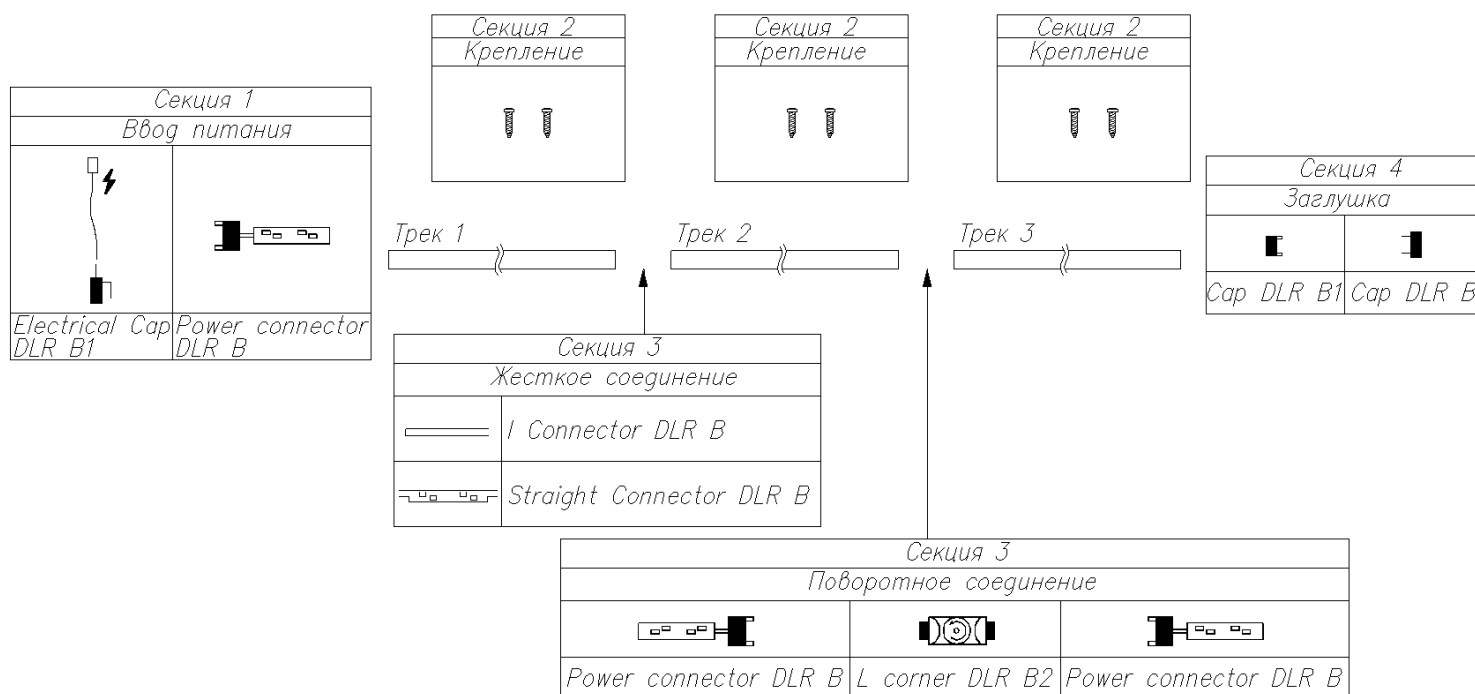 Секция 2
Крепление
Секция 2
Крепление
Секция 2
Крепление
Секция 1
Ввод питания
Electrical Cap
DLR B1
Power connector
DLR B
Трек 1
Трек 2
Трек 3
Секция 4
Заглушка
Cap DLR B1
Cap DLR B
Секция 3
Жесткое соединение
I Connector DLR B
Straight Connector DLR B
Секция 3
Поворотное соединение
Power connector DLR B
L corner DLR B2
Power connector DLR B